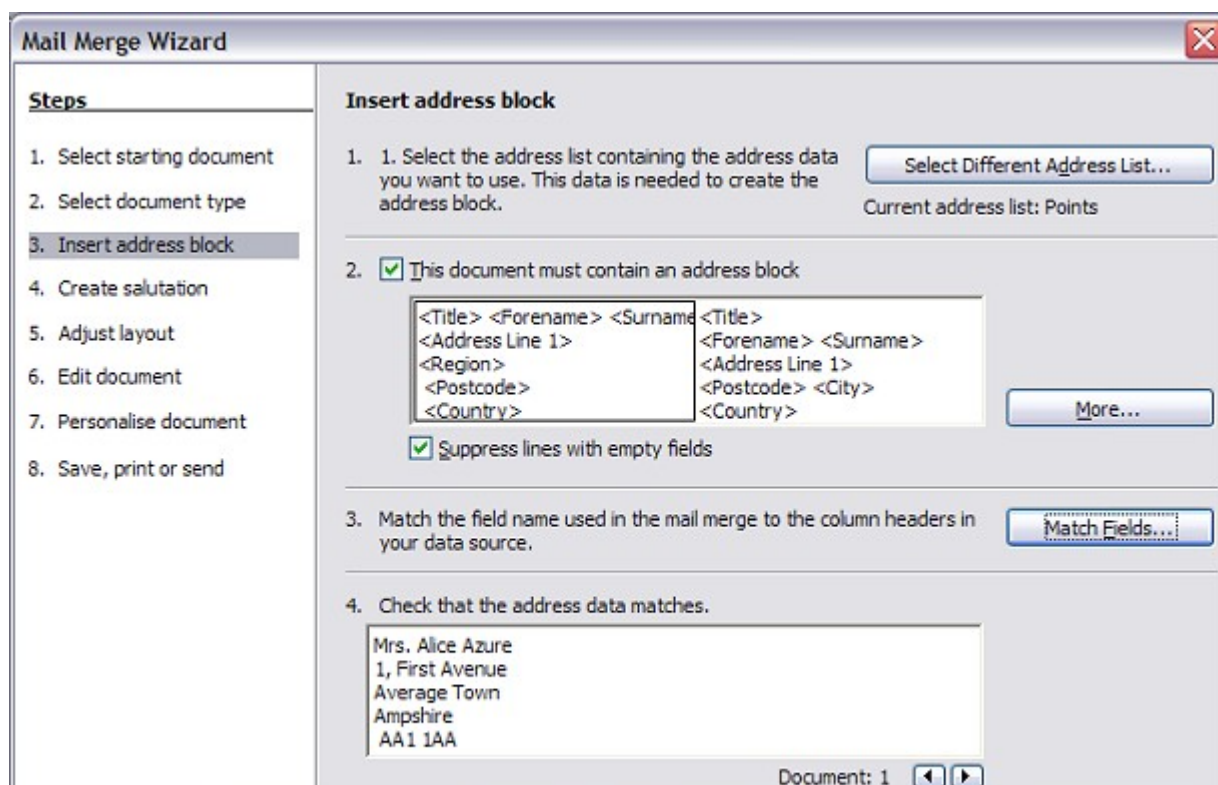 Mail Merge Wizard
Steps
1. Select starting document
2. Select document type
3. Insert address block
4. Create salutation
5. Adjust layout
6. Edit document
7. Personalise document
8. Save, print or send
Insert address block
1. 1. Select the address list containing the address data
you want to use. This data is needed to create the
address block.
Select Different Address List...
Current address list: Points
2. This document must contain an address block
<Title> <Forename> <Surname
<Address Line 1>
<Region>
<Postcode>
<Country>
<Title>
<Forename> <Surname>
<Address Line 1>
<Postcode> <City>
<Country>
More...
Suppress lines with empty fields
3. Match the field name used in the mail merge to the column headers in
your data source.
Match Fields...
4. Check that the address data matches.
Mrs. Alice Azure
1, First Avenue
Average Town
Ampshire
AA1 1AA
Document: 1